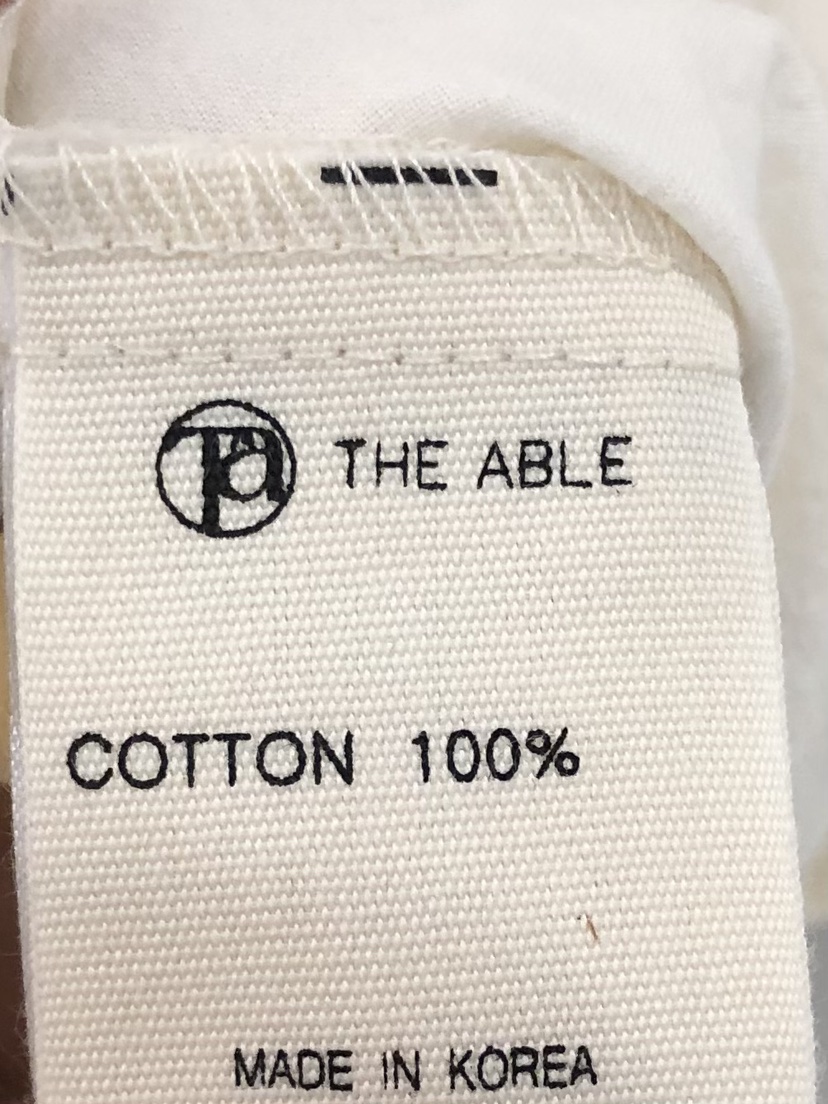 THE ABLE
COTTON 100%
MADE IN KOREA